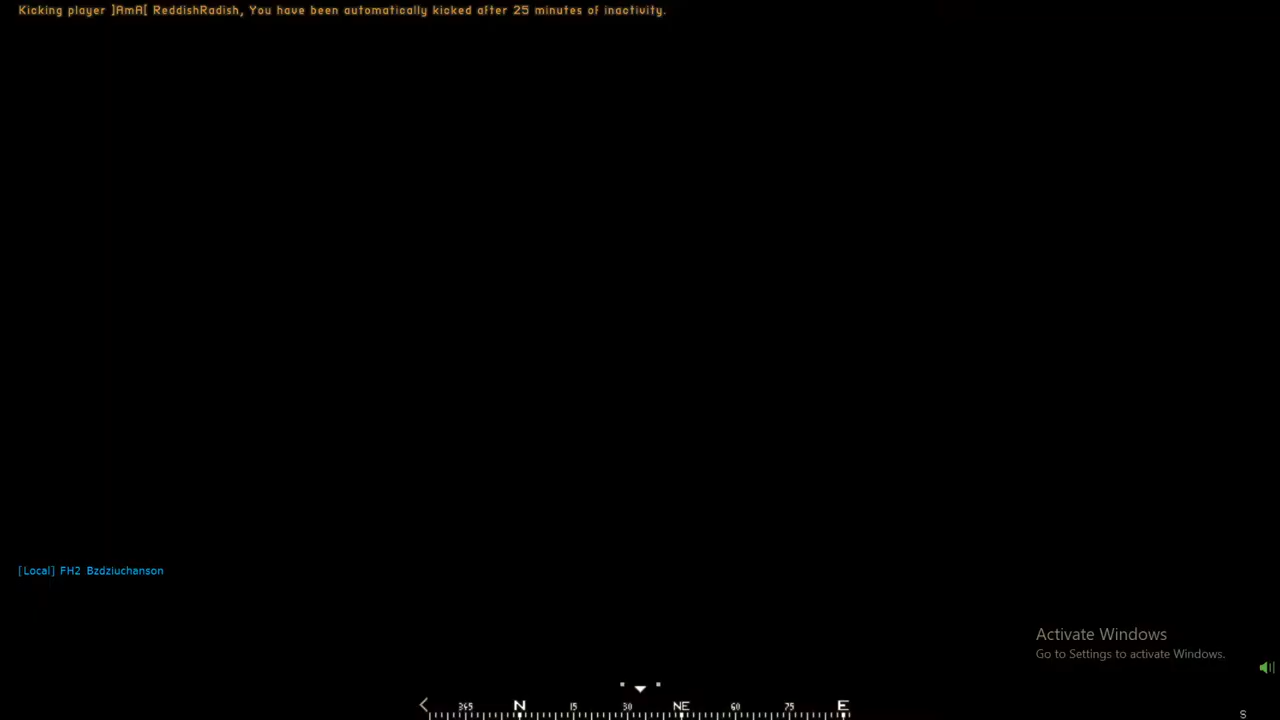 Kicking player ]AmA[ ReddishRadish, You have been automatically kicked after 25 minutes of inactivity.
[Local] FH2 Bzdziuchanson
Activate Windows
Go to Settings to activate Windows.
345 N 15 30 NE 60 75 E
S